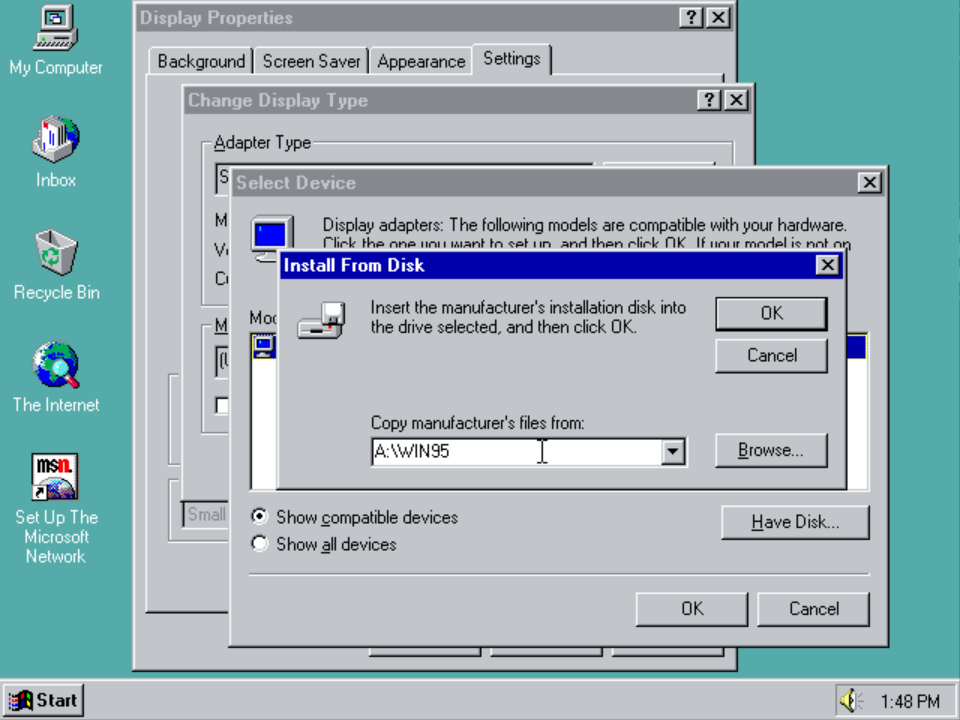 My Computer
Inbox
Recycle Bin
The Internet
msn.
Set Up The
Microsoft
Network
Display Properties
Background
Screen Saver
Appearance
Settings
Change Display Type
Adapter Type
S
M
Co
M
(U
Small
Select Device
Display adapters: The following models are compatible with your hardware.
Click the one you want to set up, and then click OK. If your model is not on
Mod
Install From Disk
Insert the manufacturer's installation disk into
the drive selected, and then click OK.
OK
Cancel
Copy manufacturer's files from:
A:\WIN95
Browse...
Show compatible devices
Show all devices
Have Disk...
OK
Cancel
Start
1:48 PM